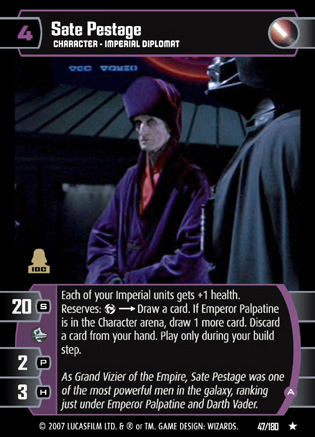 4
Sate Pestage
CHARACTER • IMPERIAL DIPLOMAT
IDC
20 S
2 P
3 H
Each of your Imperial units gets +1 health.
Reserves: → Draw a card. If Emperor Palpatine
is in the Character arena, draw 1 more card. Discard
a card from your hand. Play only during your build
step.
As Grand Vizier of the Empire, Sate Pestage was one
of the most powerful men in the galaxy, ranking
just under Emperor Palpatine and Darth Vader.
A
© 2007 LUCASFILM LTD. & ® or TM. GAME DESIGN: WIZARDS.
47/180 ★